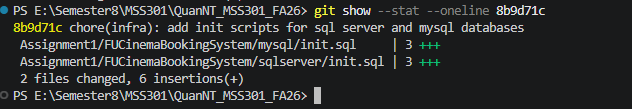 PS E:\Semester8\MSS301\QuanNT_MSS301_FA26> git show --stat --oneline 8b9d71c
8b9d71c chore(infra): add init scripts for sql server and mysql databases
 Assignment1/FUCinemaBookingSystem/mysql/init.sql     | 3 +++
 Assignment1/FUCinemaBookingSystem/sqlserver/init.sql | 3 +++
 2 files changed, 6 insertions(+)
PS E:\Semester8\MSS301\QuanNT_MSS301_FA26>